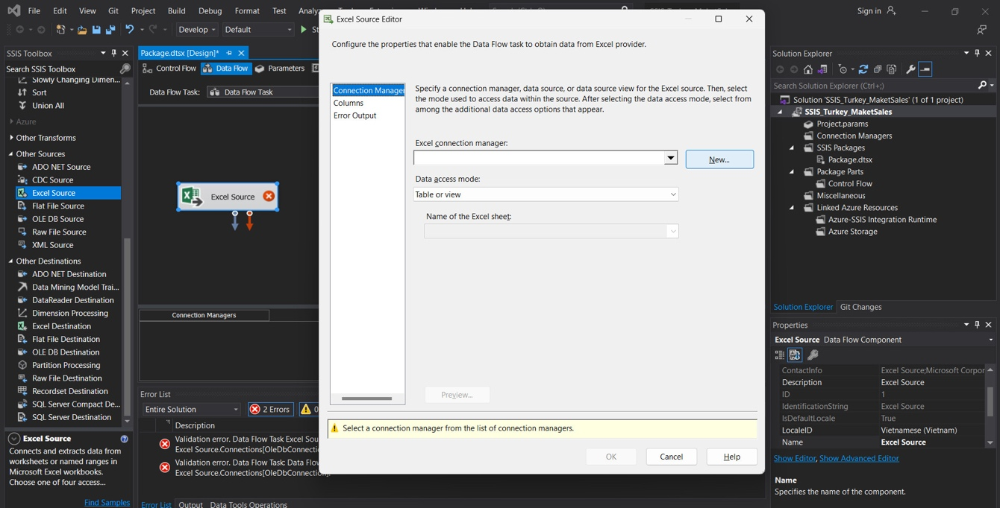 File Edit View Git Project Build Debug Format Test
Sign in
Develop Default
SSIS Toolbox
Search SSIS Toolbox
Slowly Changing Dimen...
Sort
Union All
Azure
Other Transforms
Other Sources
ADO NET Source
CDC Source
Excel Source
Flat File Source
OLE DB Source
Raw File Source
XML Source
Other Destinations
ADO NET Destination
Data Mining Model Trai...
DataReader Destination
Dimension Processing
Excel Destination
Flat File Destination
OLE DB Destination
Partition Processing
Raw File Destination
Recordset Destination
SQL Server Compact De...
SQL Server Destination
Excel Source
Connects and extracts data from
worksheets or named ranges in
Microsoft Excel workbooks.
Choose one of four access...
Find Samples
Package.dtsx [Design]*
Control Flow Data Flow Parameters
Data Flow Task: Data Flow Task
Excel Source
Connection Managers
Error List
Entire Solution 2 Errors 0
Description
Validation error. Data Flow Task Excel Sou
Excel Source.Connections[OleDbConnectio
Validation error. Data Flow Task: Data Flow
Excel Source.Connections[OleDbConnection].
Error List Output Data Tools Operations
Excel Source Editor
Configure the properties that enable the Data Flow task to obtain data from Excel provider.
Connection Manager
Columns
Error Output
Specify a connection manager, data source, or data source view for the Excel source. Then, select
the mode used to access data within the source. After selecting the data access mode, select from
among the additional data access options that appear.
Excel connection manager:
New...
Data access mode:
Table or view
Name of the Excel sheet:
Preview...
Select a connection manager from the list of connection managers.
OK Cancel Help
Solution Explorer
Search Solution Explorer (Ctrl+;)
Solution 'SSIS_Turkey_MaketSales' (1 of 1 project)
SSIS_Turkey_MaketSales
Project.params
Connection Managers
SSIS Packages
Package.dtsx
Package Parts
Control Flow
Miscellaneous
Linked Azure Resources
Azure-SSIS Integration Runtime
Azure Storage
Solution Explorer Git Changes
Properties
Excel Source Data Flow Component
ContactInfo Excel Source;Microsoft Corpor
Description Excel Source
ID 1
IdentificationString Excel Source
IsDefaultLocale True
LocaleID Vietnamese (Vietnam)
Name Excel Source
Show Editor, Show Advanced Editor
Name
Specifies the name of the component.